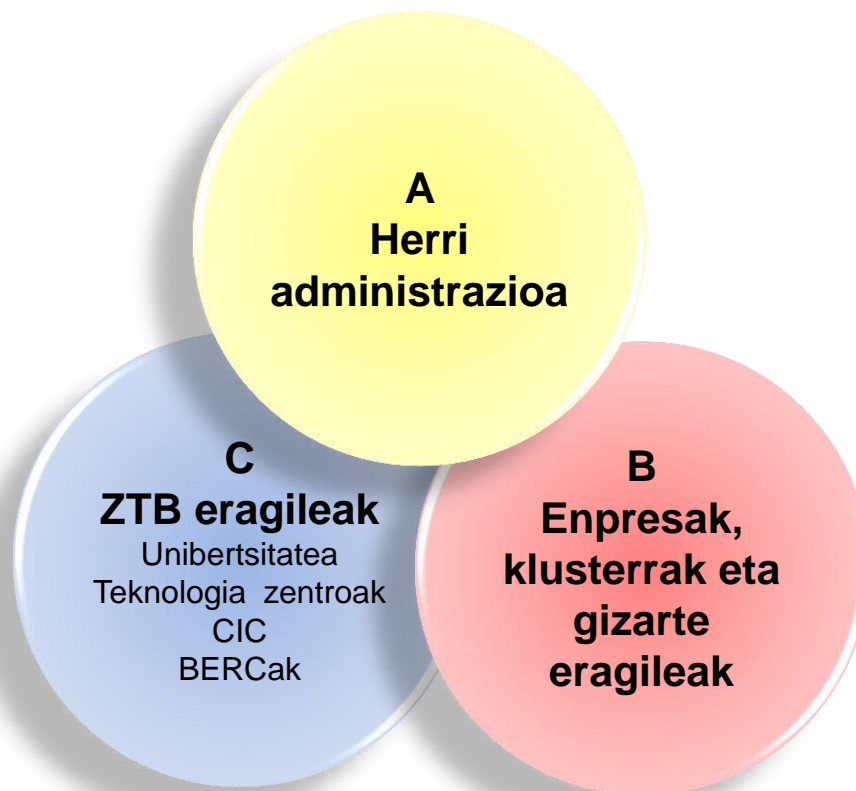 A
Herri
administrazioa
C
ZTB eragileak
Unibertsitatea
Teknologia zentroak
CIC
BERCak
B
Enpresak,
klusterrak eta
gizarte
eragileak